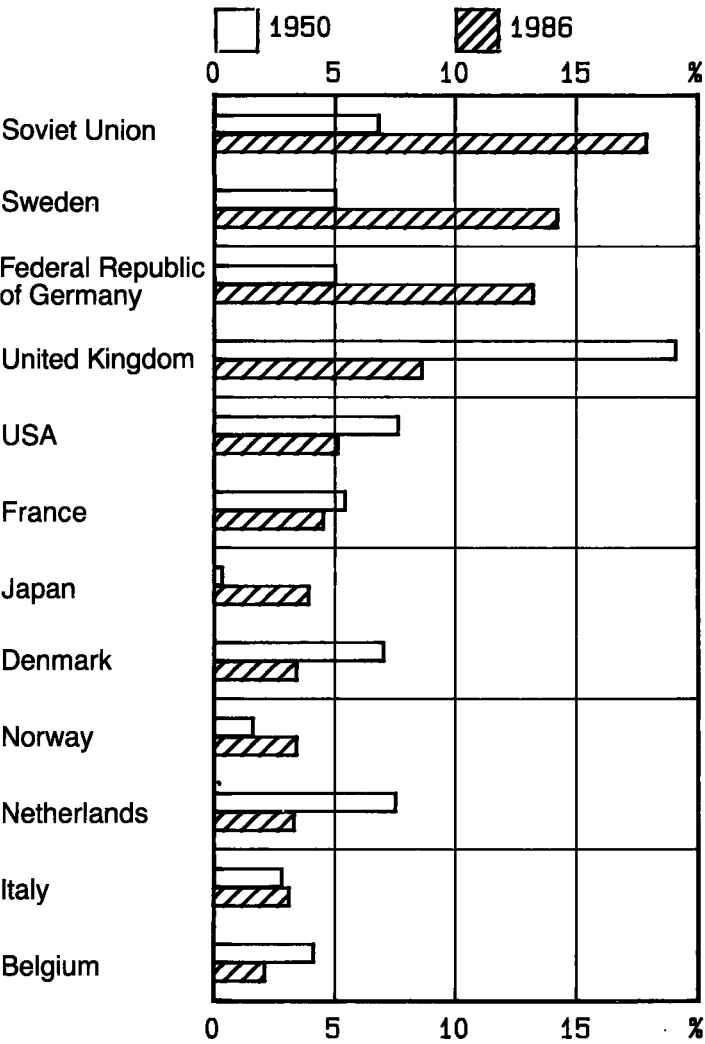 1950 1986
0 5 10 15 %
Soviet Union
Sweden
Federal Republic
of Germany
United Kingdom
USA
France
Japan
Denmark
Norway
Netherlands
Italy
Belgium
0 5 10 15 %